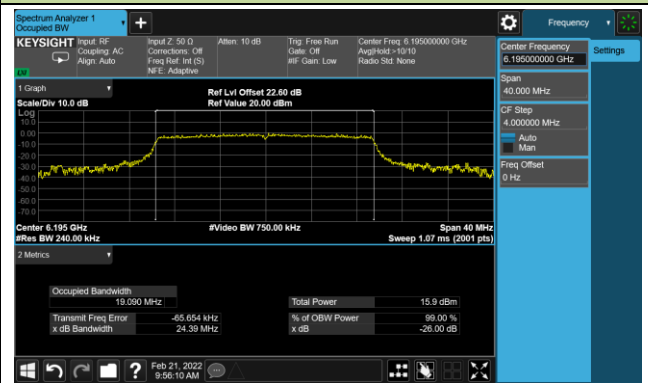 Spectrum Analyzer 1
Occupied BW
Frequency
KEYSIGHT
Input: RF
Coupling: AC
Align: Auto
Input Z: 50 Ω
Corrections: Off
Freq Ref: Int (S)
NFE: Adaptive
Atten: 10 dB
Trig: Free Run
Gate: Off
#IF Gain: Low
Center Freq: 6.195000000 GHz
Avg|Hold:>10/10
Radio Std: None
Center Frequency
6.195000000 GHz
Settings
Span
40.000 MHz
CF Step
4.000000 MHz
Auto
Man
Freq Offset
0 Hz
1 Graph
Scale/Div 10.0 dB
Ref Lvl Offset 22.60 dB
Ref Value 20.00 dBm
Log
10.0
0.00
-10.0
-20.0
-30.0
-40.0
-50.0
-60.0
-70.0
Center 6.195 GHz
#Video BW 750.00 kHz
Span 40 MHz
#Res BW 240.00 kHz
Sweep 1.07 ms (2001 pts)
2 Metrics
Occupied Bandwidth
19.090 MHz
Total Power 15.9 dBm
Transmit Freq Error -65.654 kHz
% of OBW Power 99.00 %
x dB Bandwidth 24.39 MHz
x dB -26.00 dB
Feb 21, 2022
9:56:10 AM